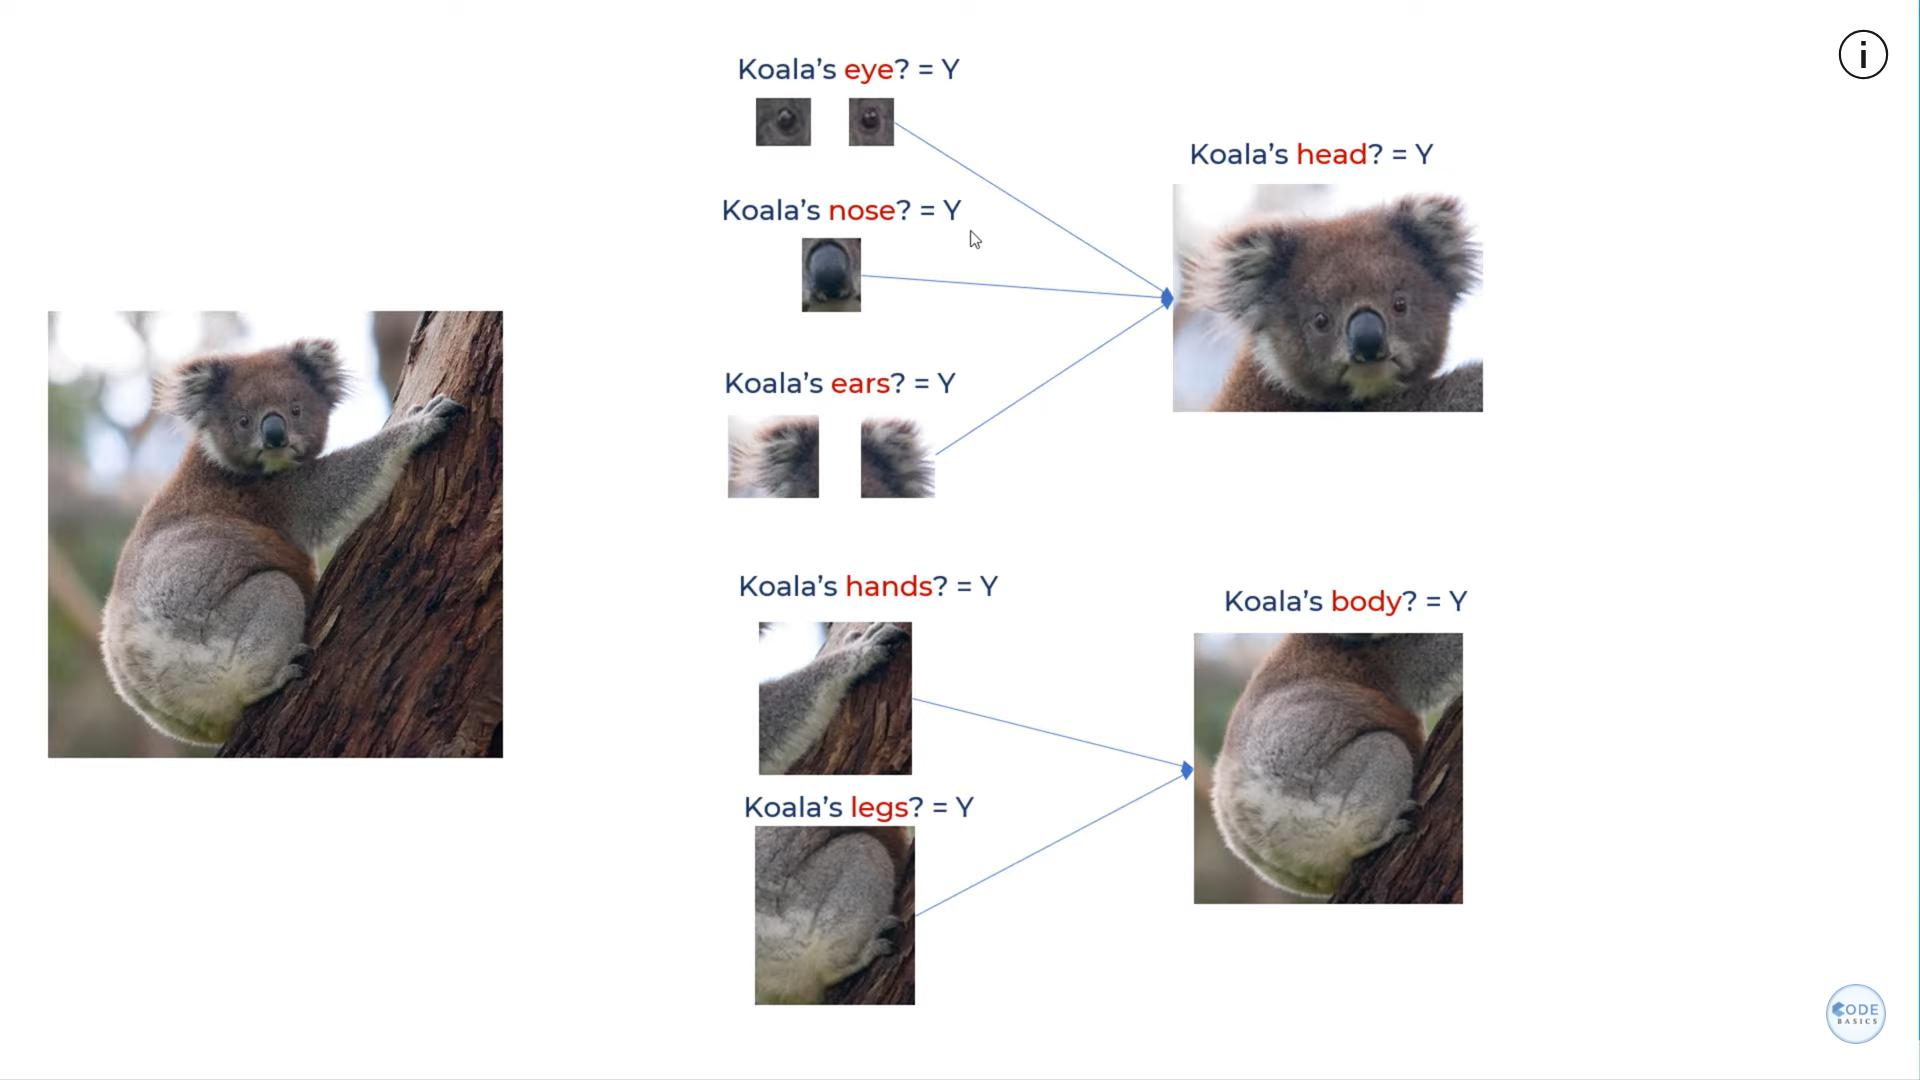 Koala's eye? = Y
Koala's nose? = Y
Koala's ears? = Y
Koala's head? = Y
Koala's hands? = Y
Koala's legs? = Y
Koala's body? = Y
i
CODE
BASICS